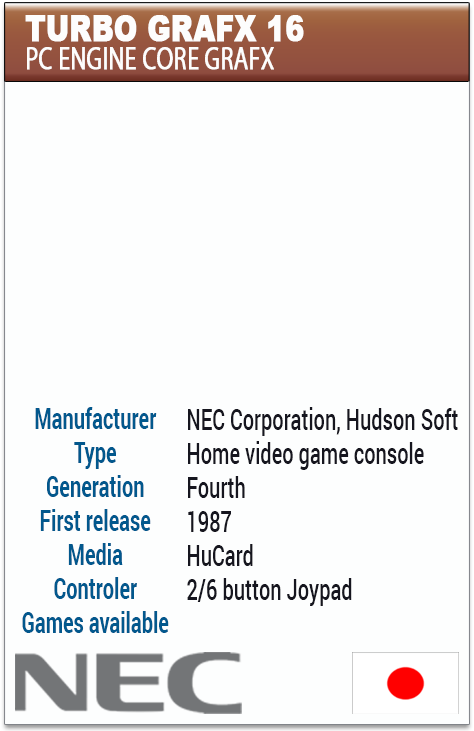 TURBO GRAFX 16
PC ENGINE CORE GRAFX
Manufacturer NEC Corporation, Hudson Soft
Type Home video game console
Generation Fourth
First release 1987
Media HuCard
Controler 2/6 button Joypad
Games available
NEC